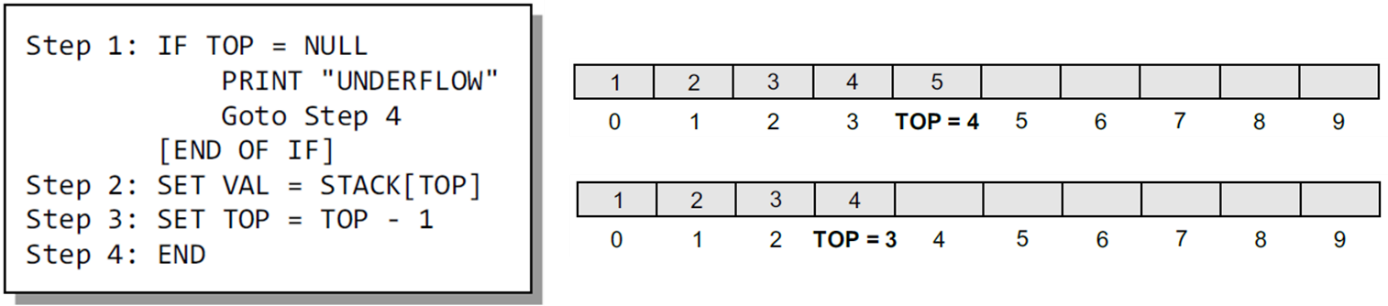 Step 1: IF TOP = NULL
PRINT "UNDERFLOW"
Goto Step 4
[END OF IF]
Step 2: SET VAL = STACK[TOP]
Step 3: SET TOP = TOP - 1
Step 4: END
1 2 3 4 5
0 1 2 3 TOP = 4 5 6 7 8 9
1 2 3 4
0 1 2 TOP = 3 4 5 6 7 8 9